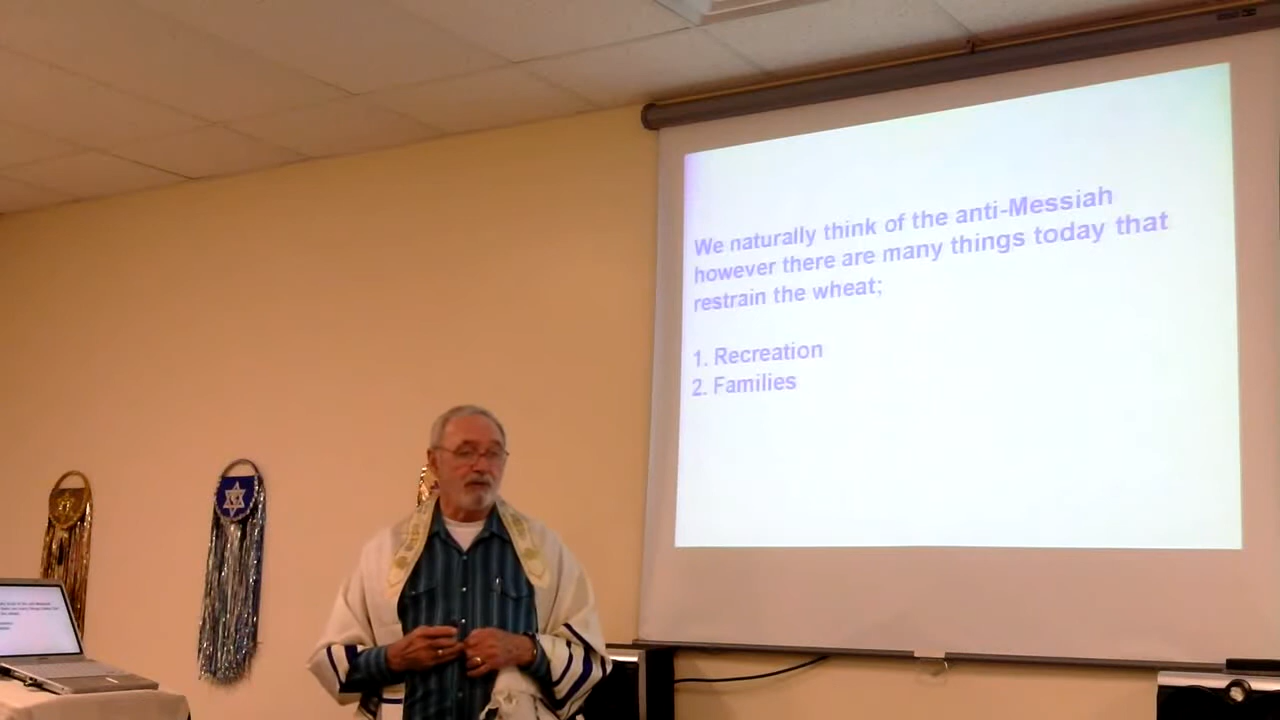 We naturally think of the anti-Messiah
however there are many things today that
restrain the wheat;
1. Recreation
2. Families